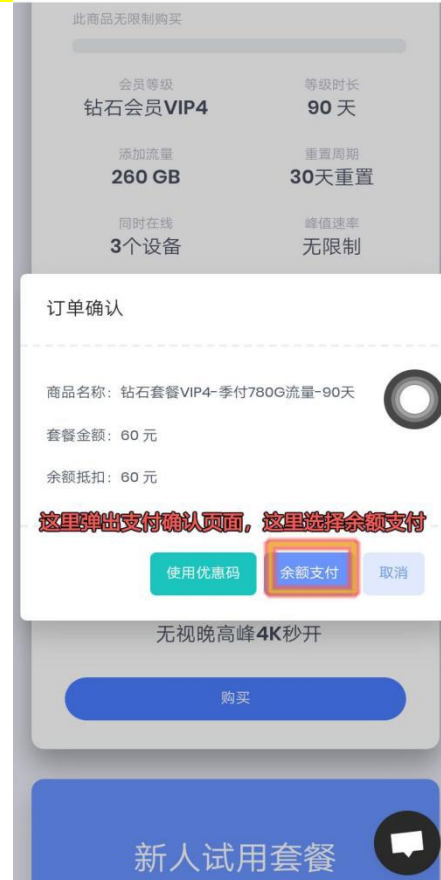 此商品无限制购买
会员等级 等级时长
钻石会员VIP4 90 天
添加流量 重置周期
260 GB 30天重置
同时在线 峰值速率
3个设备 无限制
订单确认
商品名称：钻石套餐VIP4-季付780G流量-90天
套餐金额：60 元
余额抵扣：60 元
这里弹出支付确认页面，这里选择余额支付
使用优惠码 余额支付 取消
无视晚高峰4K秒开
购买
新人试用套餐